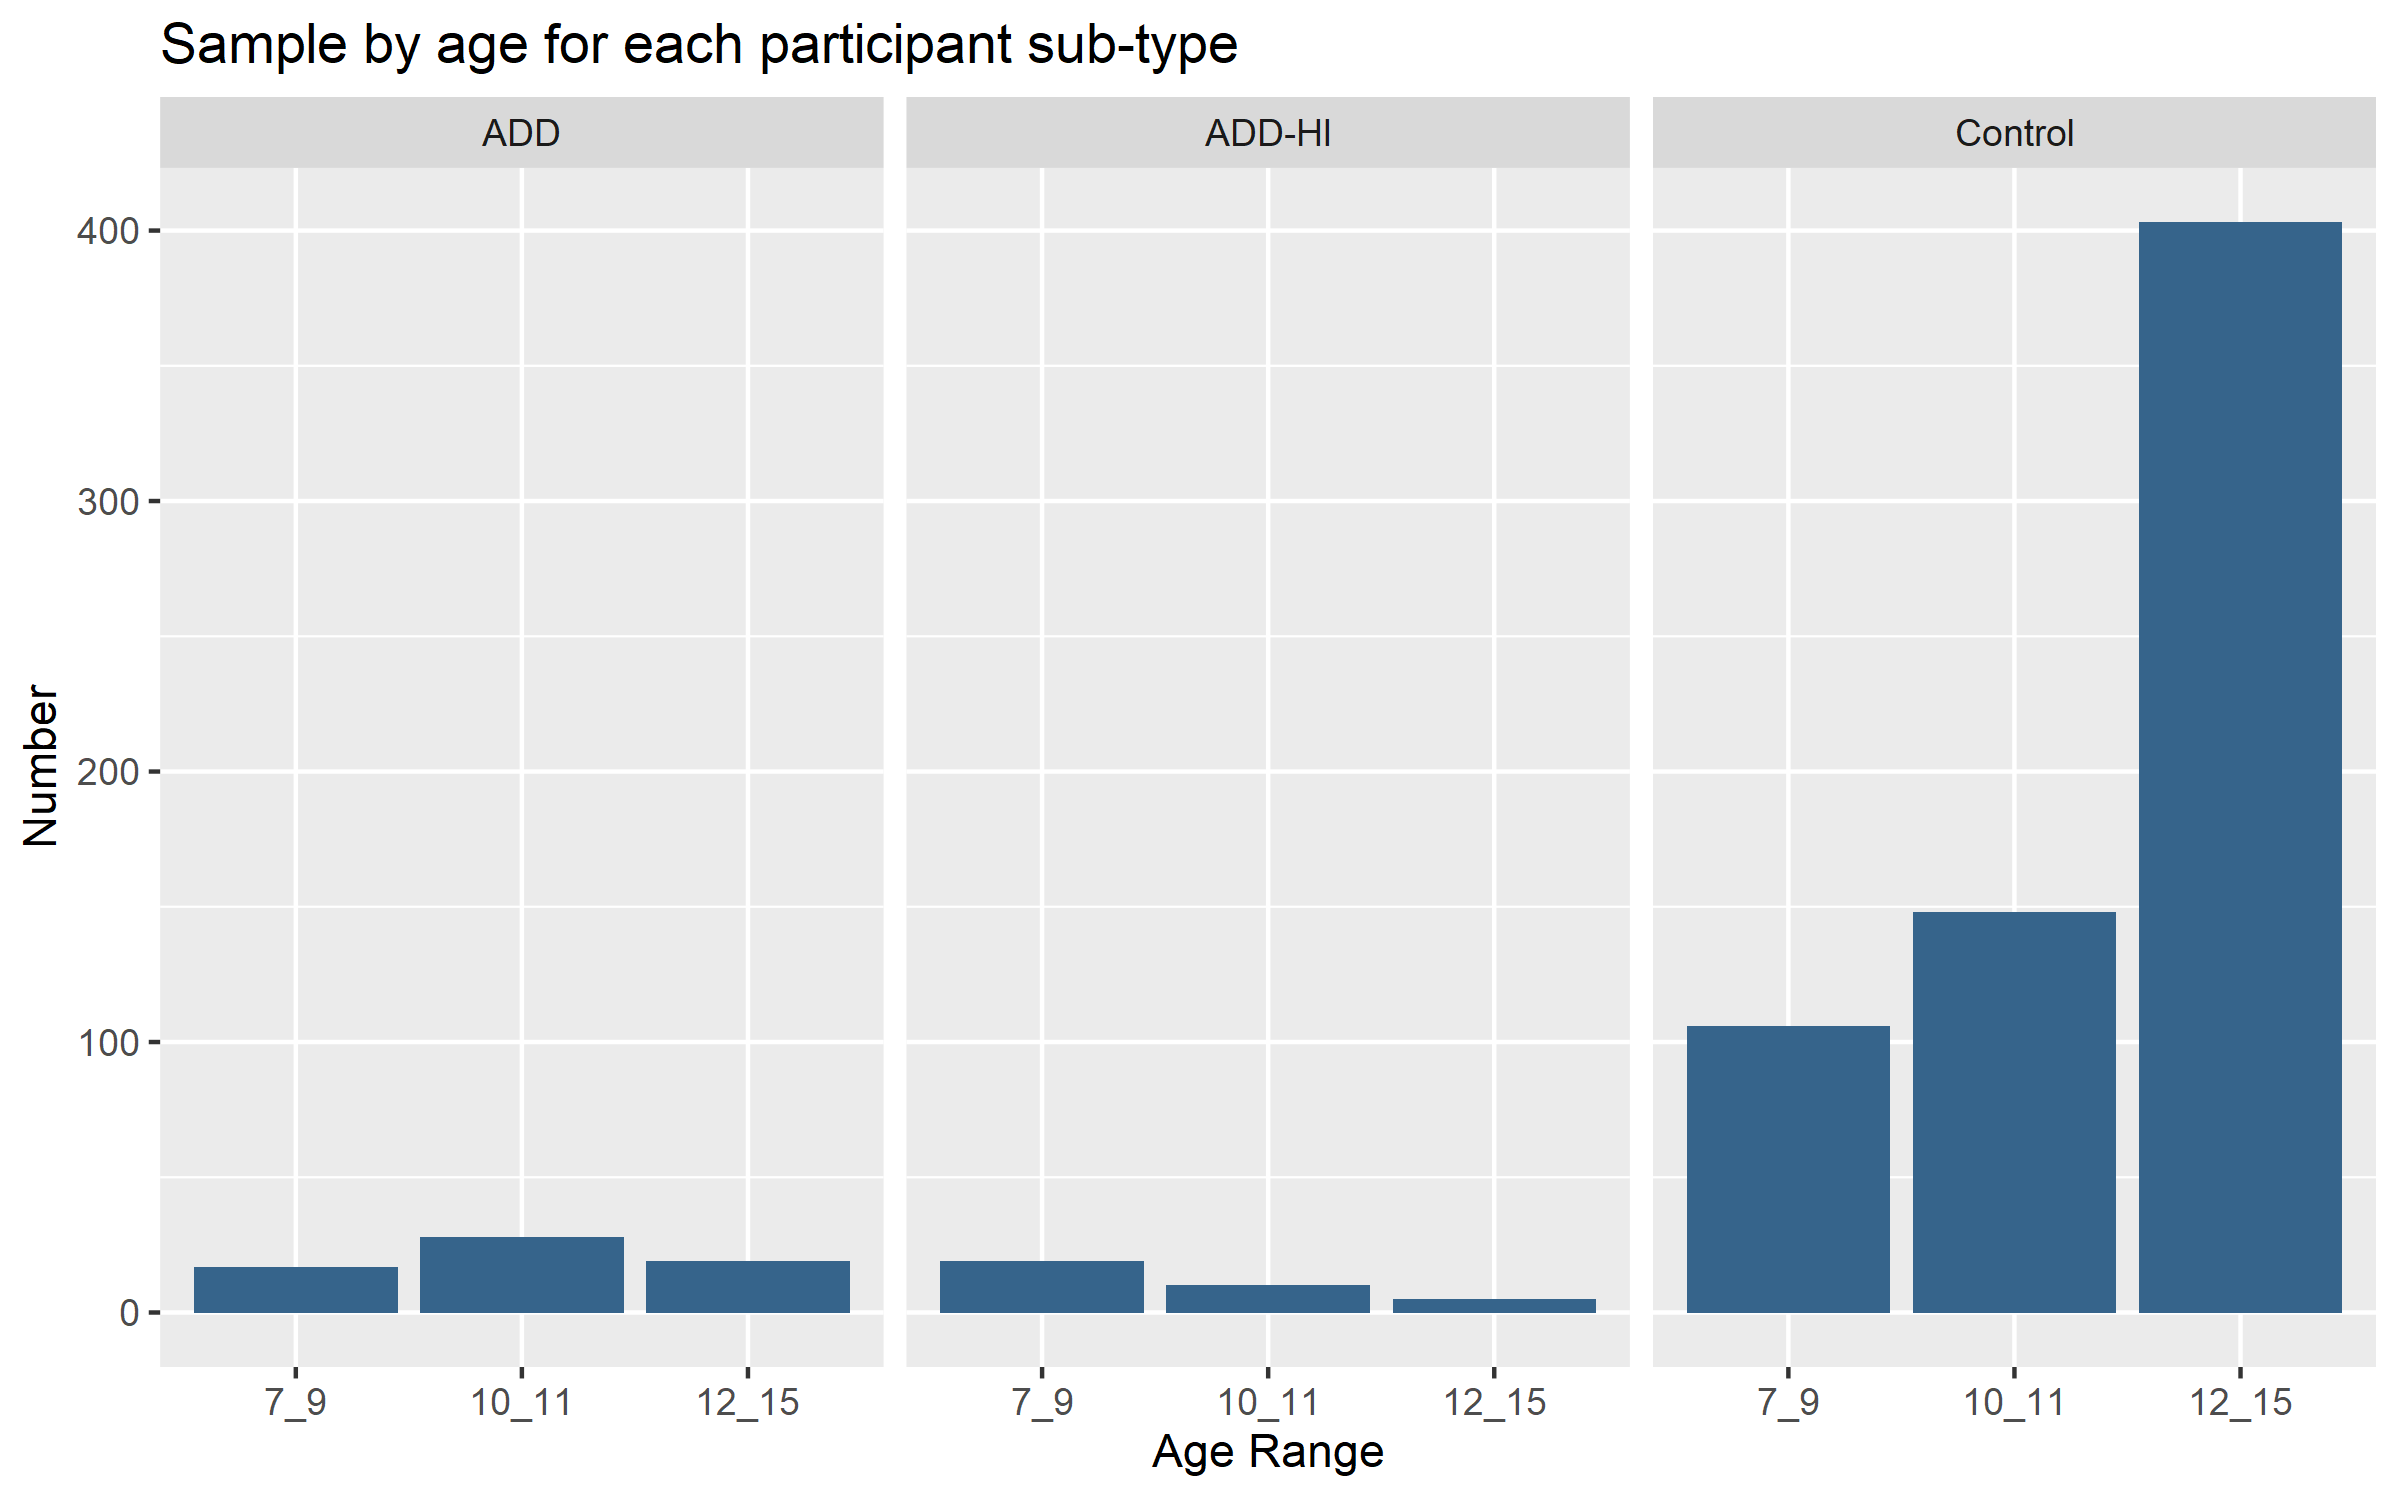 Sample by age for each participant sub-type
ADD
ADD-HI
Control
Number
400
300
200
100
0
7_9
10_11
12_15
7_9
10_11
12_15
7_9
10_11
12_15
Age Range